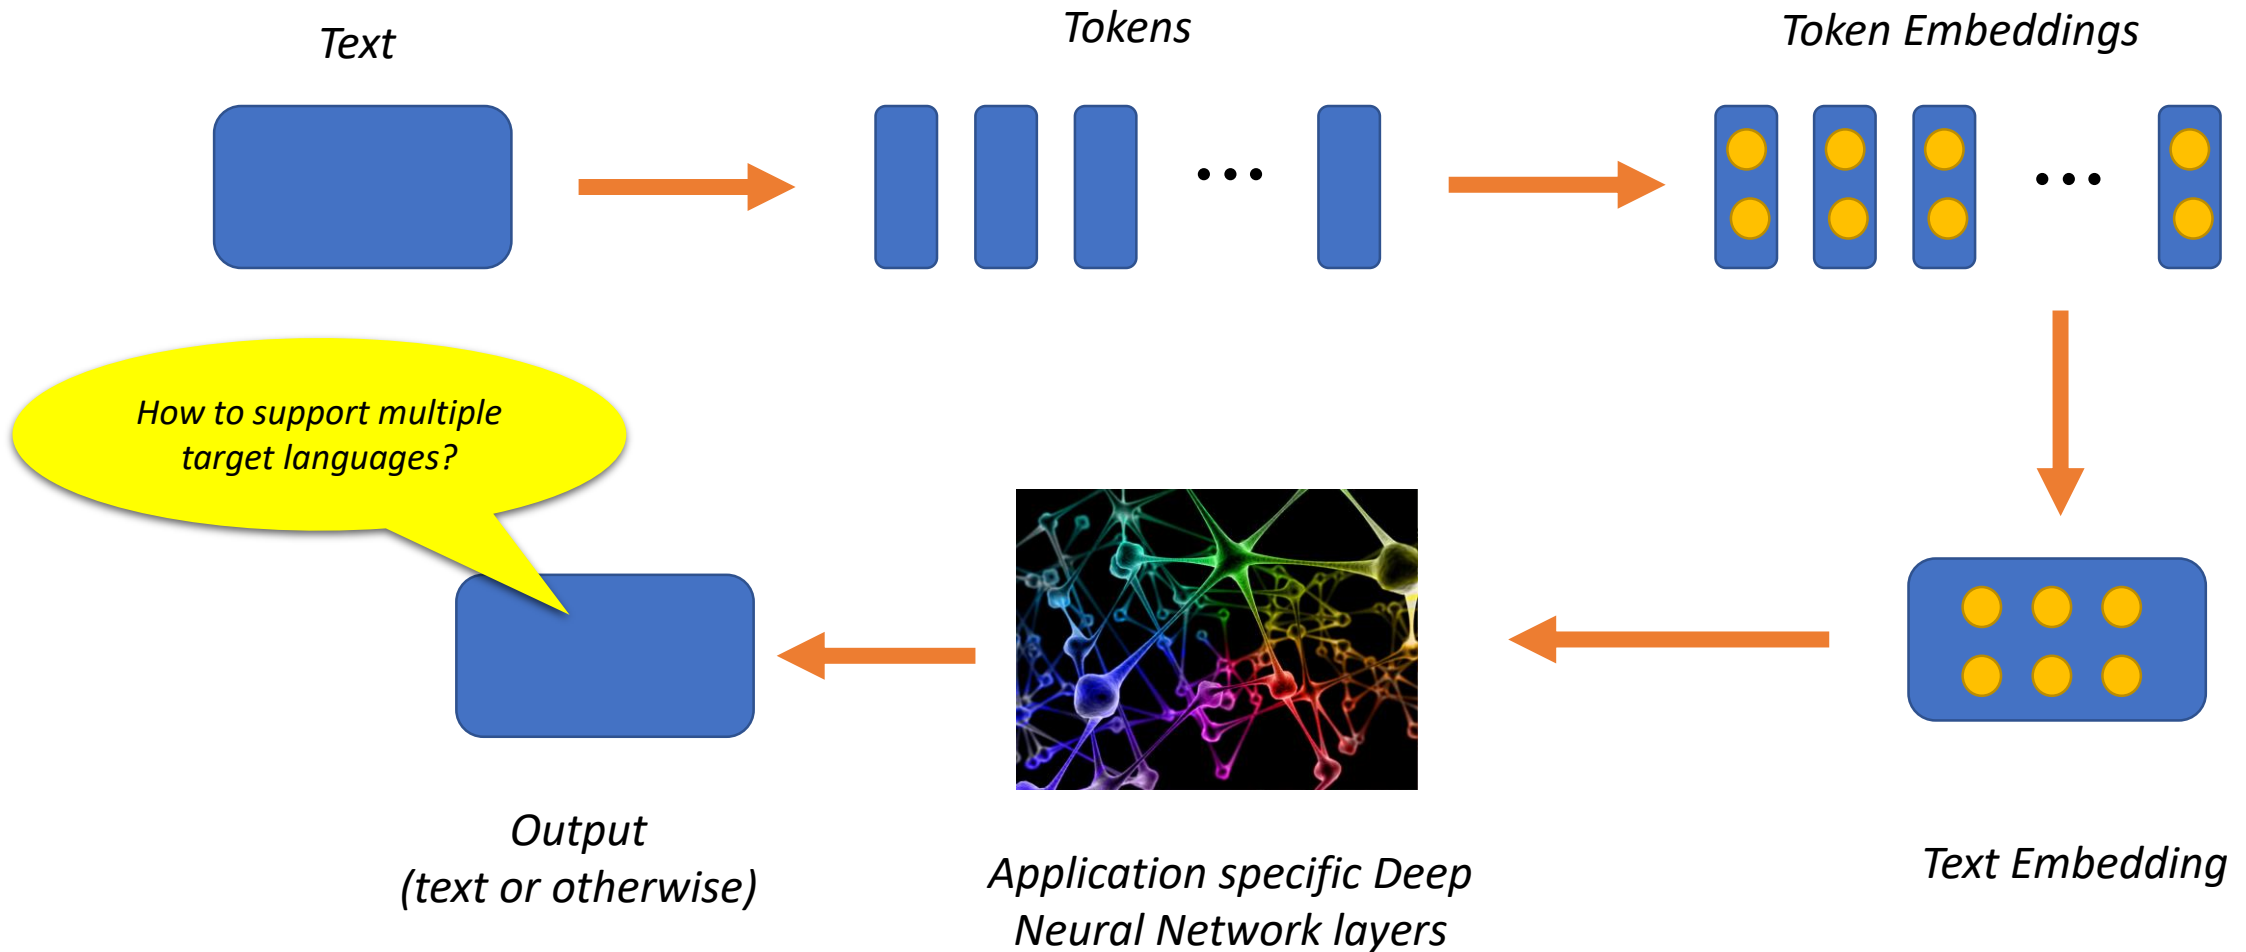 Text
Tokens
Token Embeddings
How to support multiple
target languages?
Output
(text or otherwise)
Application specific Deep
Neural Network layers
Text Embedding